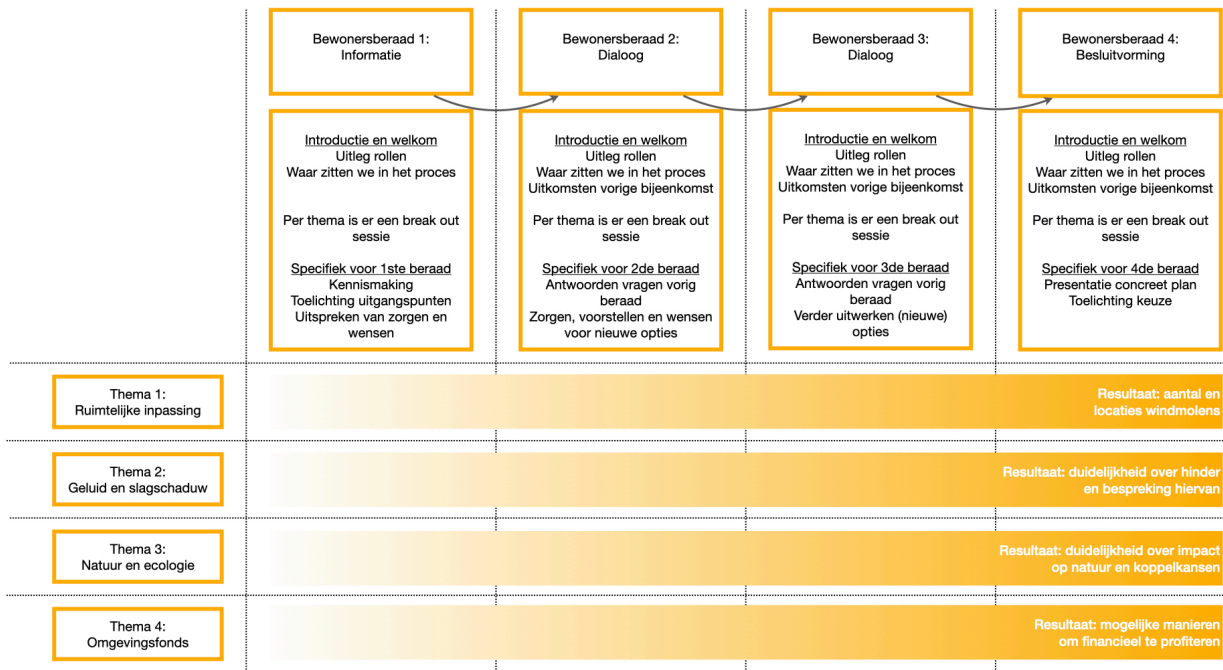 Bewonersberaad 1:
Informatie
Bewonersberaad 2:
Dialoog
Bewonersberaad 3:
Dialoog
Bewonersberaad 4:
Besluitvorming
Introductie en welkom
Uitleg rollen
Waar zitten we in het proces
Per thema is er een break out
sessie
Specifiek voor 1ste beraad
Kennismaking
Toelichting uitgangspunten
Uitspreken van zorgen en
wensen
Introductie en welkom
Uitleg rollen
Waar zitten we in het proces
Uitkomsten vorige bijeenkomst
Per thema is er een break out
sessie
Specifiek voor 2de beraad
Antwoorden vragen vorig
beraad
Zorgen, voorstellen en wensen
voor nieuwe opties
Introductie en welkom
Uitleg rollen
Waar zitten we in het proces
Uitkomsten vorige bijeenkomst
Per thema is er een break out
sessie
Specifiek voor 3de beraad
Antwoorden vragen vorig
beraad
Verder uitwerken (nieuwe)
opties
Introductie en welkom
Uitleg rollen
Waar zitten we in het proces
Uitkomsten vorige bijeenkomst
Per thema is er een break out
sessie
Specifiek voor 4de beraad
Presentatie concreet plan
Toelichting keuze
Thema 1:
Ruimtelijke inpassing
Resultaat: aantal en
locaties windmolens
Thema 2:
Geluid en slagschaduw
Resultaat: duidelijkheid over hinder
en bespreking hiervan
Thema 3:
Natuur en ecologie
Resultaat: duidelijkheid over impact
op natuur en koppelkansen
Thema 4:
Omgevingsfonds
Resultaat: mogelijke manieren
om financieel te profiteren